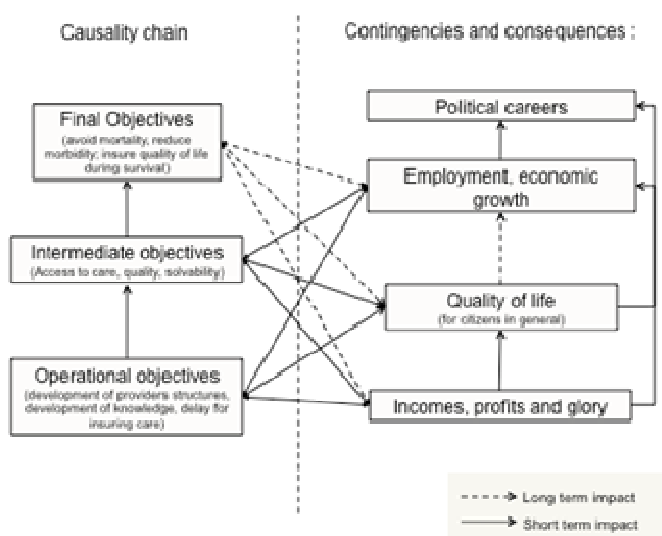 Causality chain
Contingencies and consequences :
Final Objectives
(avoid mortality, reduce
morbidity; insure quality of life
during survival)
Intermediate objectives
(Access to care, quality, solvability)
Operational objectives
(development of providers structures,
development of knowledge, delay for
insuring care)
Political careers
Employment, economic
growth
Quality of life
(for citizens in general)
Incomes, profits and glory
Long term impact
Short term impact